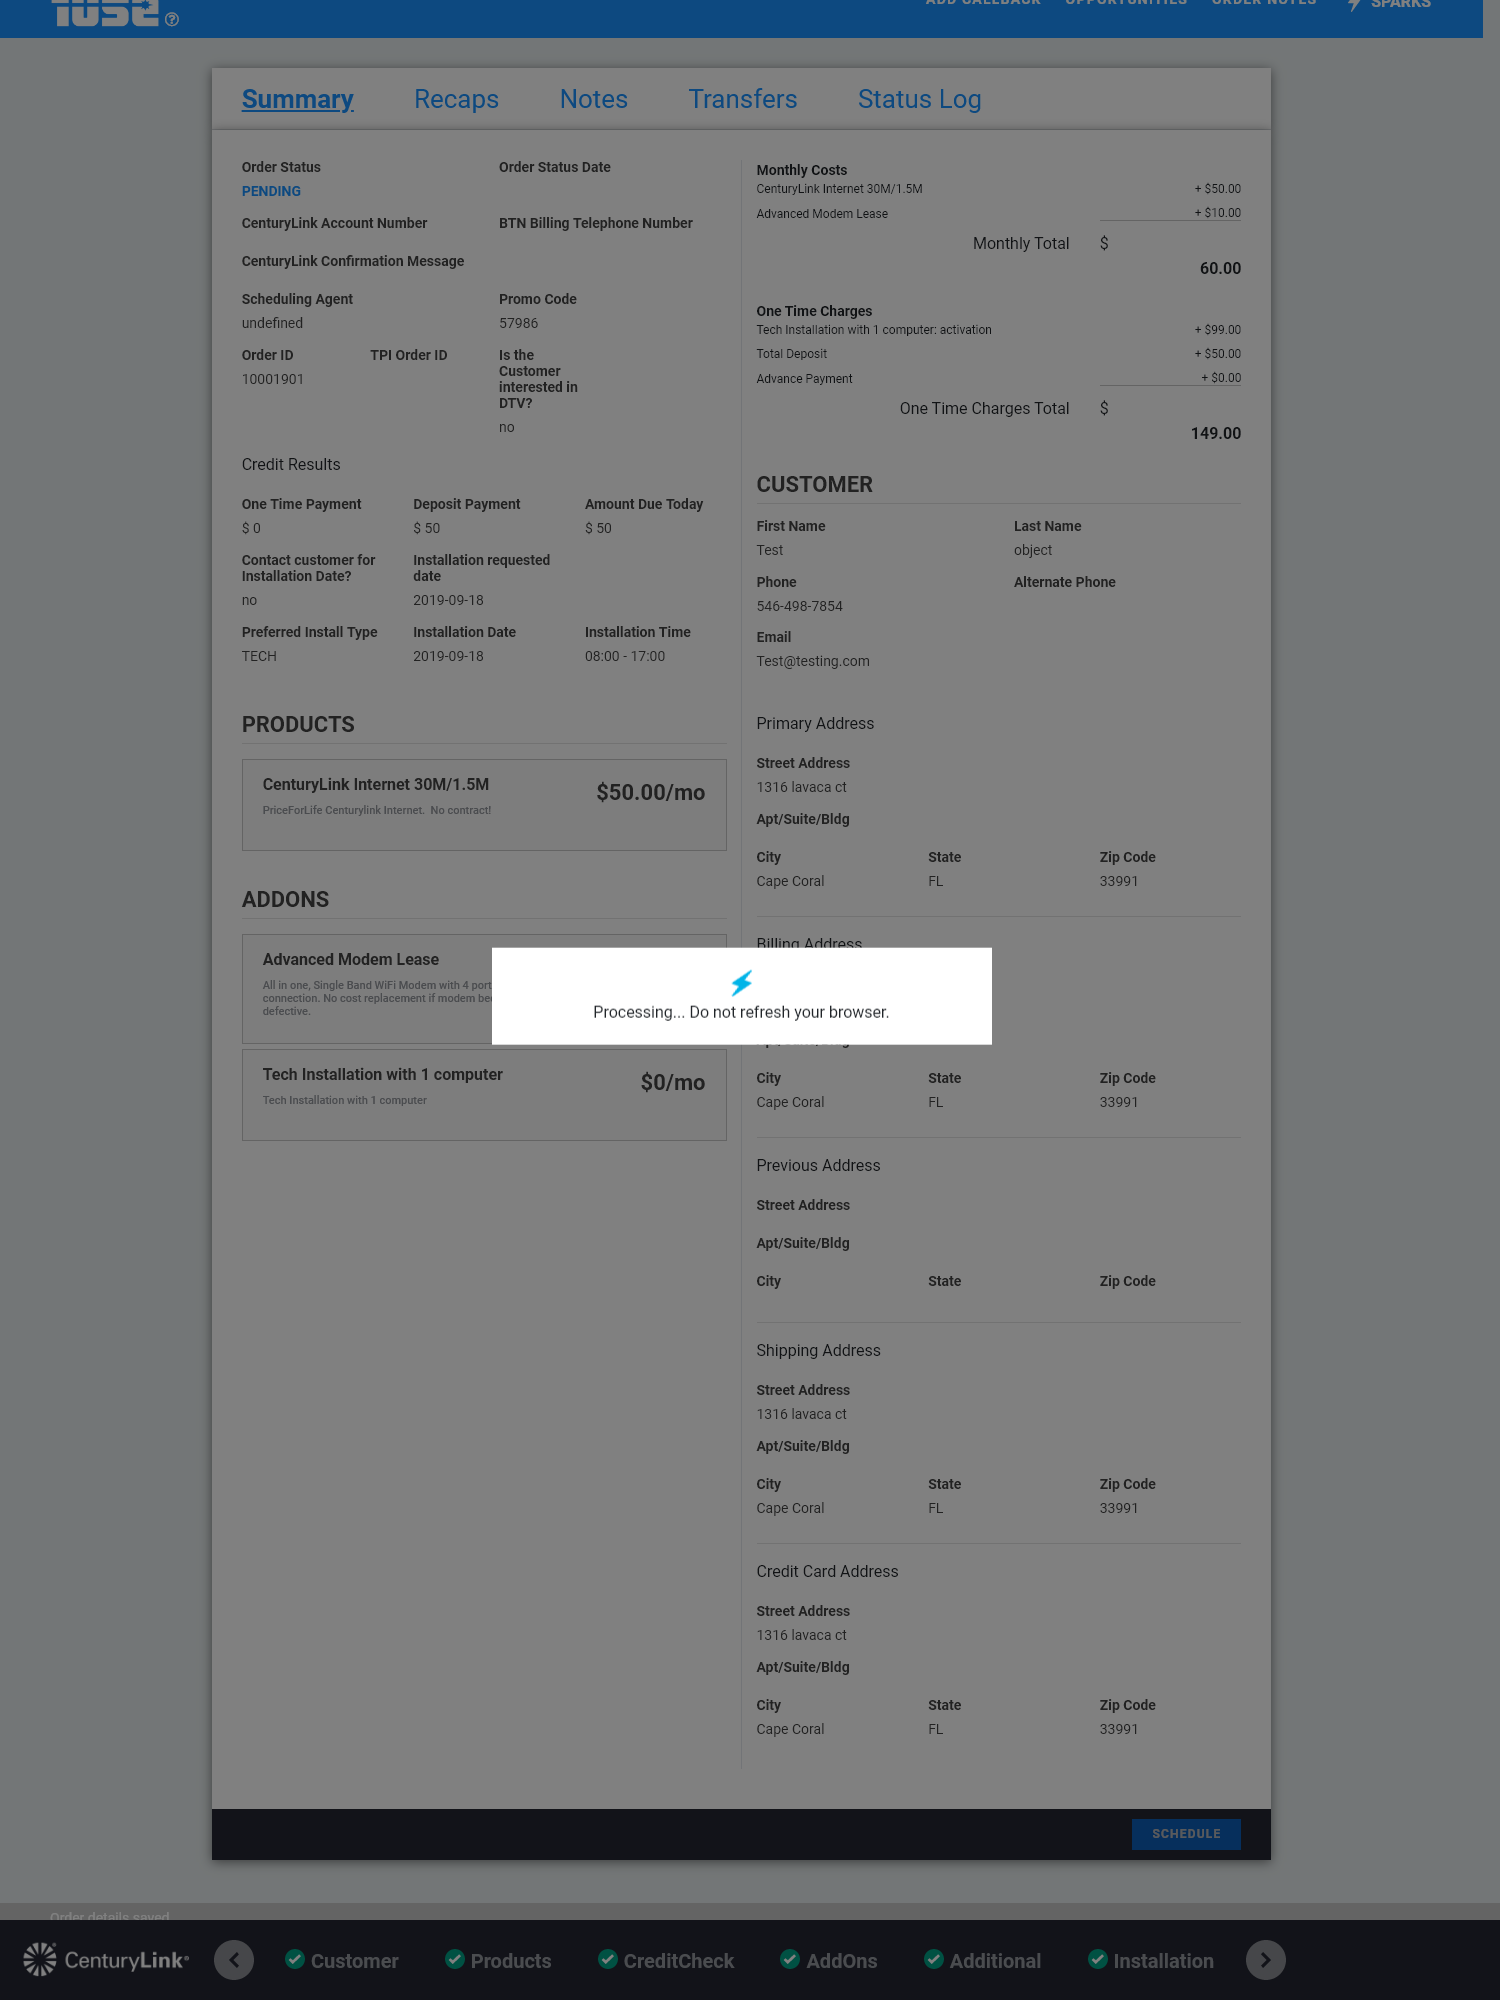 fuse
ADD CALLBACK OPPORTUNITIES ORDER NOTES SPARKS
Summary Recaps Notes Transfers Status Log
Order Status Order Status Date
PENDING
CenturyLink Account Number BTN Billing Telephone Number
CenturyLink Confirmation Message
Scheduling Agent Promo Code
undefined 57986
Order ID TPI Order ID Is the
Customer
interested in
DTV?
10001901
no
Credit Results
One Time Payment Deposit Payment Amount Due Today
$ 0 $ 50 $ 50
Contact customer for Installation requested
Installation Date? date
no 2019-09-18
Preferred Install Type Installation Date Installation Time
TECH 2019-09-18 08:00 - 17:00
PRODUCTS
CenturyLink Internet 30M/1.5M $50.00/mo
PriceForLife Centurylink Internet. No contract!
ADDONS
Advanced Modem Lease
All in one, Single Band WiFi Modem with 4 port
connection. No cost replacement if modem
defective.
Tech Installation with 1 computer $0/mo
Tech Installation with 1 computer
Monthly Costs
CenturyLink Internet 30M/1.5M + $50.00
Advanced Modem Lease + $10.00
Monthly Total $
60.00
One Time Charges
Tech Installation with 1 computer: activation + $99.00
Total Deposit + $50.00
Advance Payment + $0.00
One Time Charges Total $
149.00
CUSTOMER
First Name Last Name
Test object
Phone Alternate Phone
546-498-7854
Email
Test@testing.com
Primary Address
Street Address
1316 lavaca ct
Apt/Suite/Bldg
City State Zip Code
Cape Coral FL 33991
Billing Address
Processing... Do not refresh your browser.
City State Zip Code
Cape Coral FL 33991
Previous Address
Street Address
Apt/Suite/Bldg
City State Zip Code
Shipping Address
Street Address
1316 lavaca ct
Apt/Suite/Bldg
City State Zip Code
Cape Coral FL 33991
Credit Card Address
Street Address
1316 lavaca ct
Apt/Suite/Bldg
City State Zip Code
Cape Coral FL 33991
SCHEDULE
Order details saved
CenturyLink® Customer Products CreditCheck AddOns Additional Installation